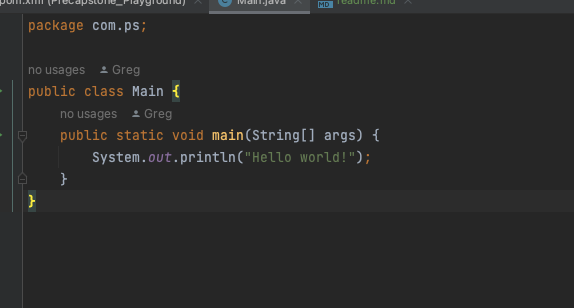 pom.xml (Precapstone_Playground) Main.java readme.md
package com.ps;
no usages Greg
public class Main {
no usages Greg
public static void main(String[] args) {
System.out.println("Hello world!");
}
}